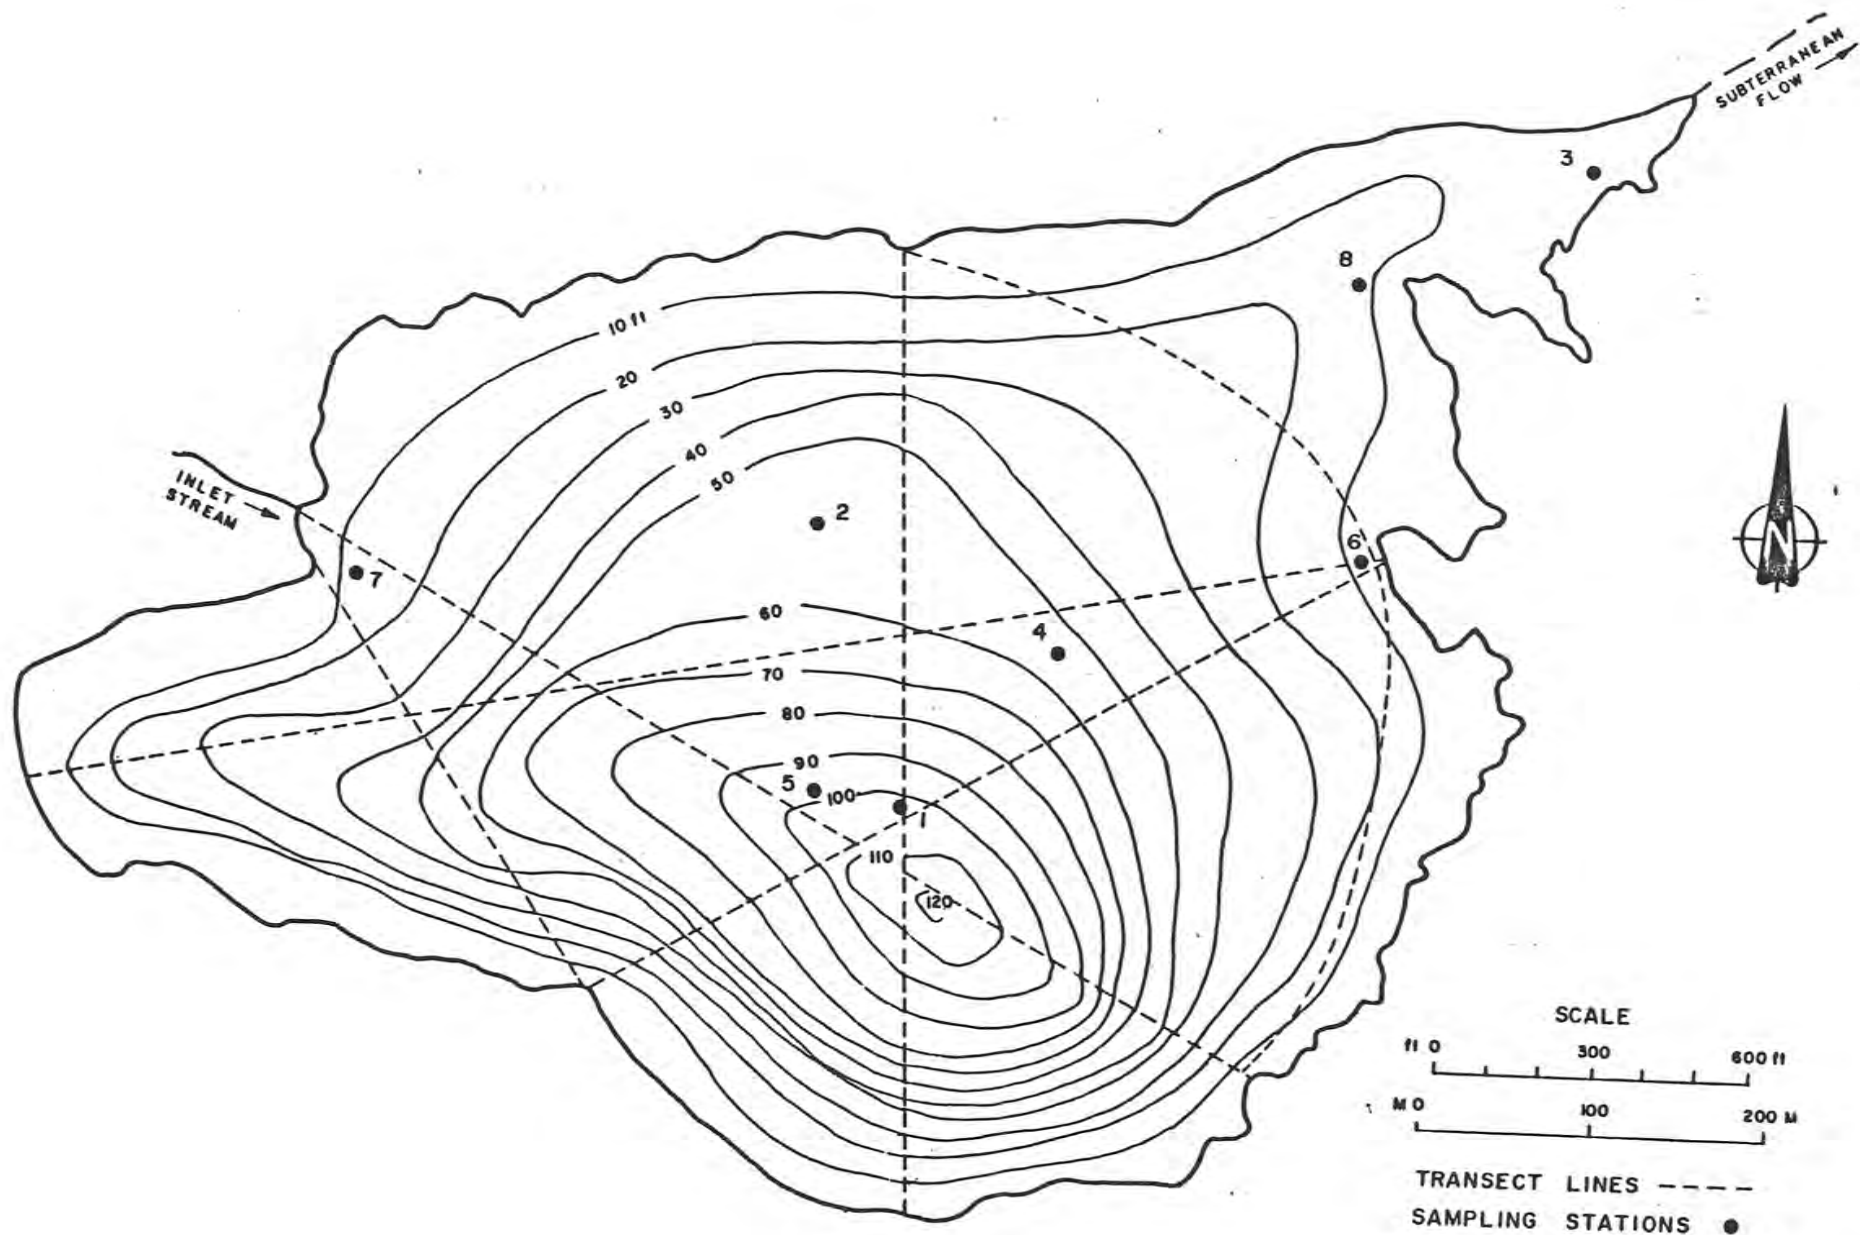 SUBTERRANEAN
FLOW
3
8
10 ft
20
30
40
50
INLET
STREAM
2
7
6
N
60
4
70
80
90
5
100
1
110
120
SCALE
ft 0 300 600 ft
M 0 100 200 M
TRANSECT LINES ----
SAMPLING STATIONS ●